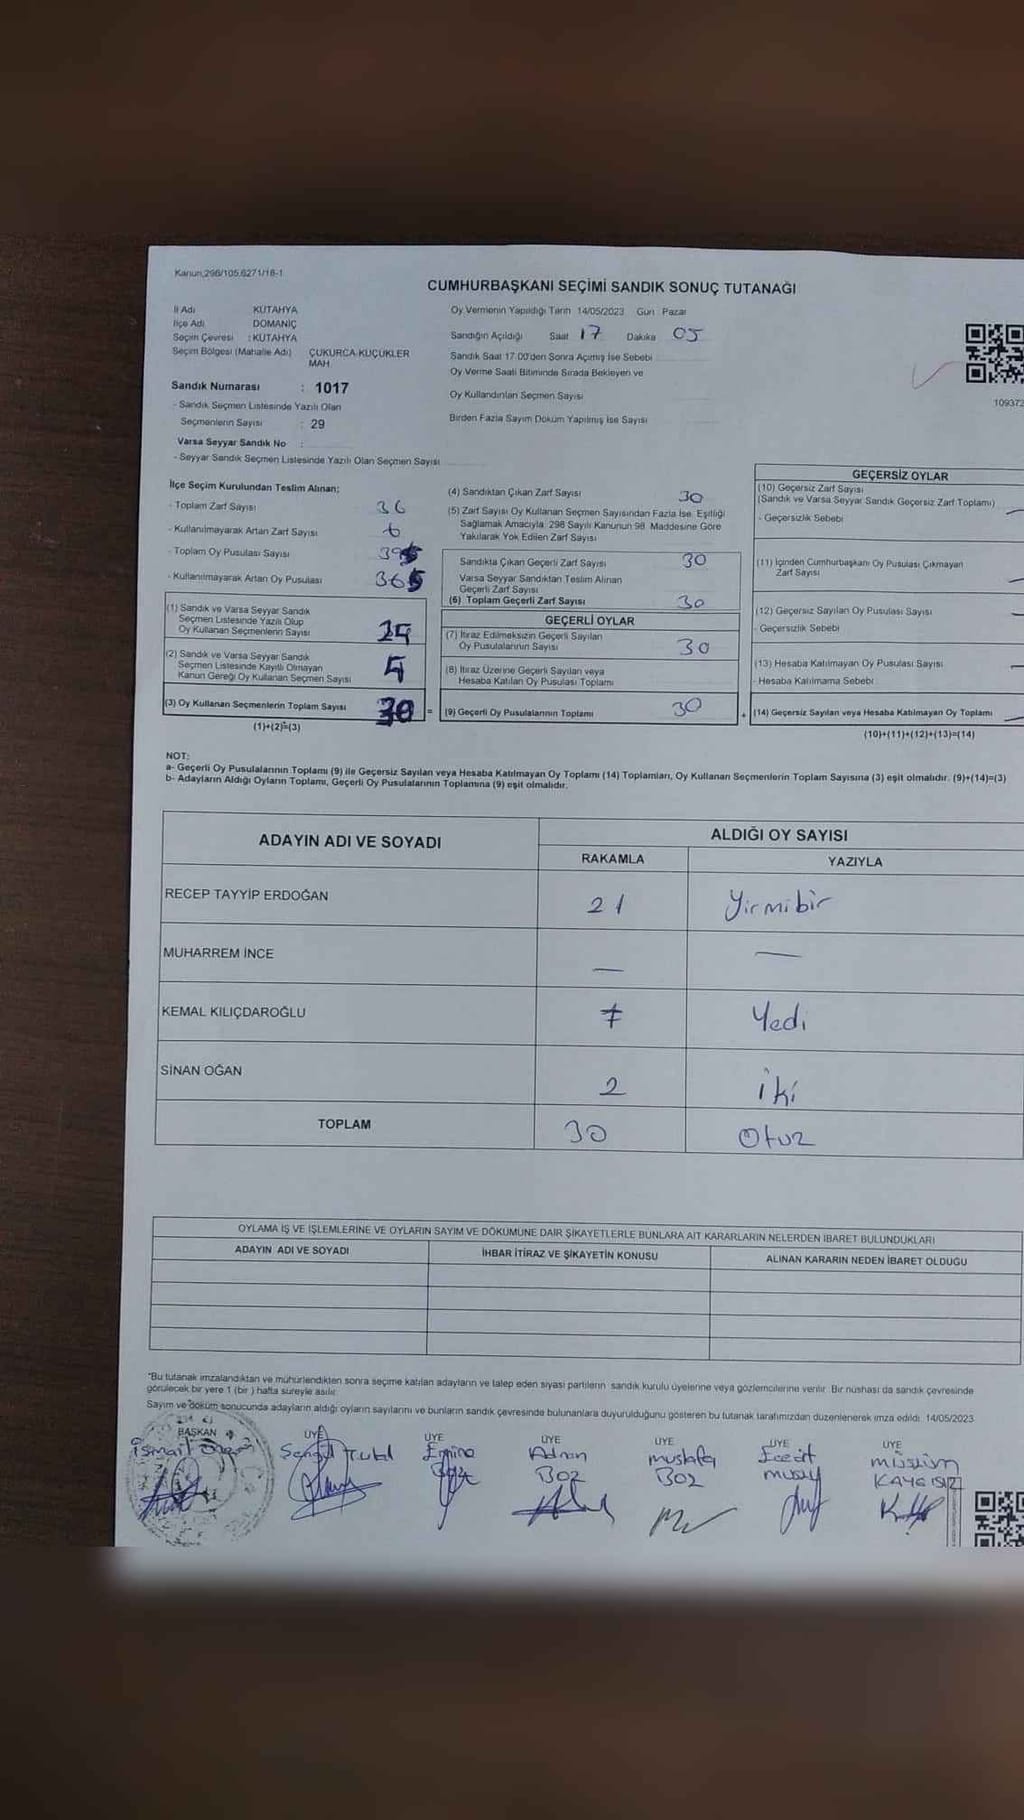 Kanun,298/105,6271/18-1
CUMHURBAŞKANI SEÇİMİ SANDIK SONUÇ TUTANAĞI
İl Adı KÜTAHYA
İlçe Adı DOMANİÇ
Seçim Çevresi : KÜTAHYA
Seçim Bölgesi (Mahalle Adı) ÇUKURCA-KÜÇÜKLER
MAH.
Sandık Numarası : 1017
- Sandık Seçmen Listesinde Yazılı Olan
Seçmenlerin Sayısı : 29
Varsa Seyyar Sandık No :
- Seyyar Sandık Seçmen Listesinde Yazılı Olan Seçmen Sayısı
Oy Vermenin Yapıldığı Tarih 14/05/2023 Gün Pazar
Sandığın Açıldığı Saat 17 Dakika 05
Sandık Saat 17.00'den Sonra Açımış İse Sebebi
Oy Verme Saati Bitiminde Sırada Bekleyen ve
Oy Kullandırılan Seçmen Sayısı
Birden Fazla Sayım Döküm Yapılmış İse Sayısı
109372
İlçe Seçim Kurulundan Teslim Alınan;
- Toplam Zarf Sayısı 36
- Kullanılmayarak Artan Zarf Sayısı 6
- Toplam Oy Pusulası Sayısı
- Kullanılmayarak Artan Oy Pusulası
(1) Sandık ve Varsa Seyyar Sandık
Seçmen Listesinde Yazılı Olup
Oy Kullanan Seçmenlerin Sayısı
(2) Sandık ve Varsa Seyyar Sandık
Seçmen Listesinde Kayıtlı Olmayan
Kanun Gereği Oy Kullanan Seçmen Sayısı
(3) Oy Kullanan Seçmenlerin Toplam Sayısı 30
(1)+(2)=(3)
(4) Sandıktan Çıkan Zarf Sayısı 30
(5) Zarf Sayısı Oy Kullanan Seçmen Sayısından Fazla İse, Eşitliği
Sağlamak Amacıyla 298 Sayılı Kanunun 98. Maddesine Göre
Yakılarak Yok Edilen Zarf Sayısı
Sandıkta Çıkan Geçerli Zarf Sayısı 30
Varsa Seyyar Sandıktan Teslim Alınan
Geçerli Zarf Sayısı
(6) Toplam Geçerli Zarf Sayısı 30
GEÇERLİ OYLAR
(7) İtiraz Edilmeksizin Geçerli Sayılan
Oy Pusulalarının Sayısı 30
(8) İtiraz Üzerine Geçerli Sayılan veya
Hesaba Katılan Oy Pusulası Toplamı
= (9) Geçerli Oy Pusulalarının Toplamı 30
GEÇERSİZ OYLAR
(10) Geçersiz Zarf Sayısı
(Sandık ve Varsa Seyyar Sandık Geçersiz Zarf Toplamı)
- Geçersizlik Sebebi
(11) İçinden Cumhurbaşkanı Oy Pusulası Çıkmayan
Zarf Sayısı
(12) Geçersiz Sayılan Oy Pusulası Sayısı
- Geçersizlik Sebebi
(13) Hesaba Katılmayan Oy Pusulası Sayısı
- Hesaba Katılmama Sebebi
+ (14) Geçersiz Sayılan veya Hesaba Katılmayan Oy Toplamı
(10)+(11)+(12)+(13)=(14)
NOT:
a- Geçerli Oy Pusulalarının Toplamı (9) ile Geçersiz Sayılan veya Hesaba Katılmayan Oy Toplamı (14) Toplamları, Oy Kullanan Seçmenlerin Toplam Sayısına (3) eşit olmalıdır. (9)+(14)=(3)
b- Adayların Aldığı Oyların Toplamı, Geçerli Oy Pusulalarının Toplamına (9) eşit olmalıdır.
ADAYIN ADI VE SOYADI ALDIĞI OY SAYISI
RAKAMLA YAZIYLA
RECEP TAYYİP ERDOĞAN 21 Yirmibir
MUHARREM İNCE — —
KEMAL KILIÇDAROĞLU 7 Yedi
SİNAN OĞAN 2 iki
TOPLAM 30 Otuz
OYLAMA İŞ VE İŞLEMLERİNE VE OYLARIN SAYIM VE DÖKÜMÜNE DAİR ŞİKAYETLERLE BUNLARA AİT KARARLARIN NELERDEN İBARET BULUNDUKLARI
ADAYIN ADI VE SOYADI İHBAR İTİRAZ VE ŞİKAYETİN KONUSU ALINAN KARARIN NEDEN İBARET OLDUĞU
"Bu tutanak imzalandıktan ve mühürlendikten sonra seçime katılan adayların ve talep eden siyasi partilerin sandık kurulu üyelerine veya gözlemcilerine verilir. Bir nüshası da sandık çevresinde
görülecek bir yere 1 (bir) hafta süreyle asılır.
Sayım ve döküm sonucunda adayların aldığı oyların sayılarını ve bunların sandık çevresinde bulunanlara duyurulduğunu gösteren bu tutanak tarafımızdan düzenlenerek imza edildi. 14/05/2023
BAŞKAN ÜYE ÜYE ÜYE ÜYE ÜYE ÜYE
İsmail Emine Adnan mustafa müslüm
Boz BOZ BOZ KAYGISIZ